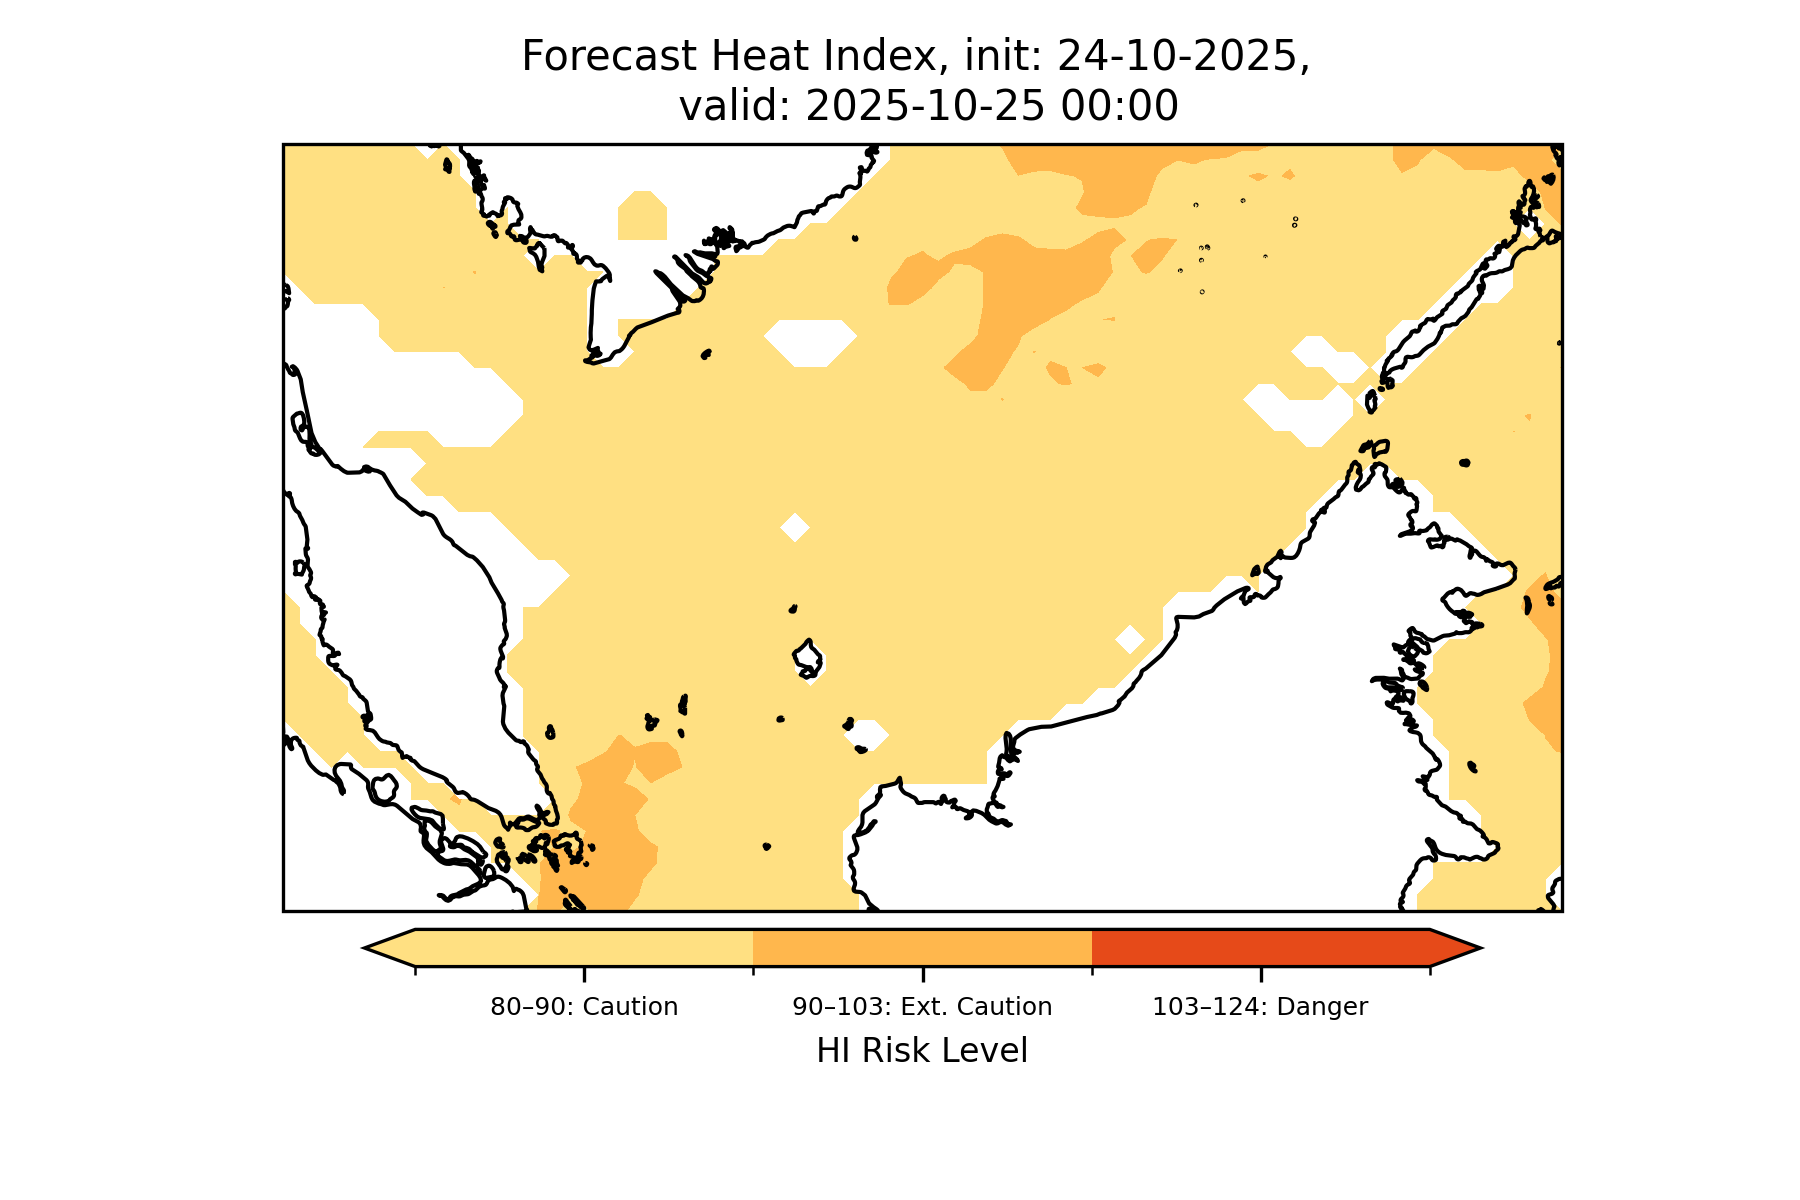 Forecast Heat Index, init: 24-10-2025,
valid: 2025-10-25 00:00
80–90: Caution
90–103: Ext. Caution
103–124: Danger
HI Risk Level